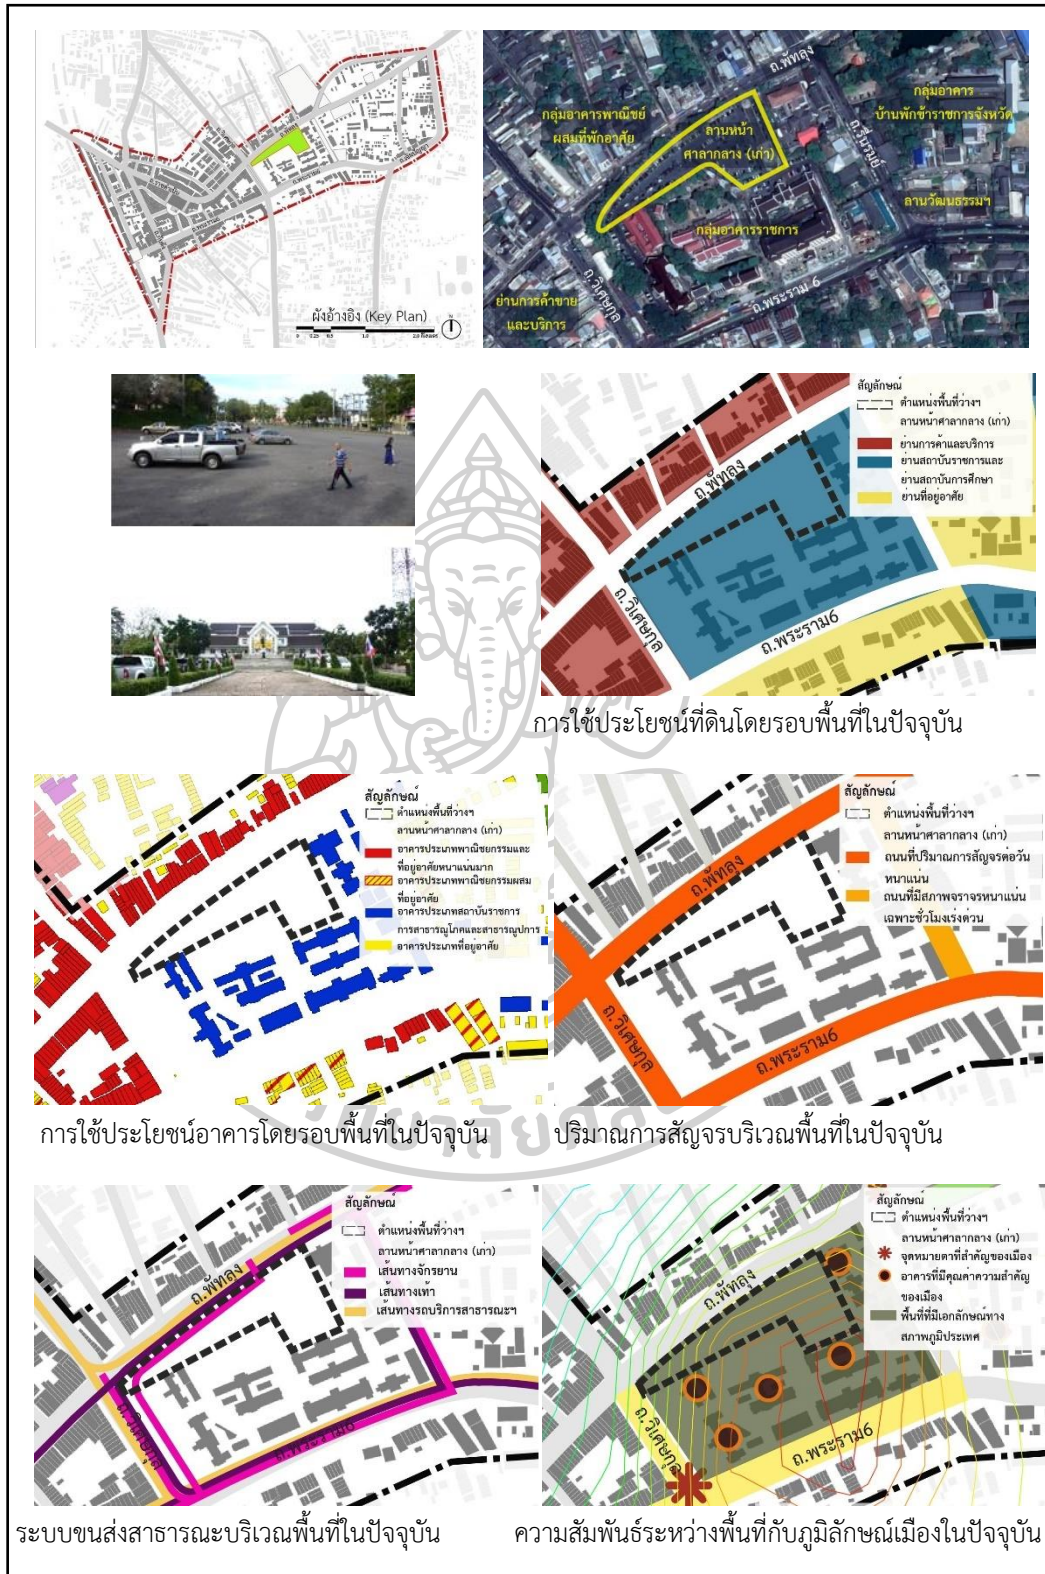 ผังอ้างอิง (Key Plan)
N
ถ.พัทลุง
กลุ่มอาคารพาณิชย์
ผสมที่พักอาศัย
ลานหน้า
ศาลากลาง (เก่า)
กลุ่มอาคาร
บ้านพักข้าราชการจังหวัด
ถ.รื่นรมย์
ลานวัฒนธรรมฯ
กลุ่มอาคารราชการ
ย่านการค้าขาย
และบริการ
ถ.วิเศษกุล
ถ.พระราม 6
สัญลักษณ์
ตำแหน่งพื้นที่ว่างฯ
ลานหน้าศาลากลาง (เก่า)
ย่านการค้าและบริการ
ย่านสถาบันราชการและ
ย่านสถาบันการศึกษา
ย่านที่อยู่อาศัย
ถ.พัทลุง
ถ.วิเศษกุล
ถ.พระราม6
การใช้ประโยชน์ที่ดินโดยรอบพื้นที่ในปัจจุบัน
สัญลักษณ์
ตำแหน่งพื้นที่ว่างฯ
ลานหน้าศาลากลาง (เก่า)
อาคารประเภทพาณิชยกรรมและ
ที่อยู่อาศัยหนาแน่นมาก
อาคารประเภทพาณิชยกรรมผสม
ที่อยู่อาศัย
อาคารประเภทสถาบันราชการ
การสาธารณูโภคและสาธารณูปการ
อาคารประเภทที่อยู่อาศัย
การใช้ประโยชน์อาคารโดยรอบพื้นที่ในปัจจุบัน
สัญลักษณ์
ตำแหน่งพื้นที่ว่างฯ
ลานหน้าศาลากลาง (เก่า)
ถนนที่ปริมาณการสัญจรต่อวัน
หนาแน่น
ถนนที่มีสภาพจราจรหนาแน่น
เฉพาะชั่วโมงเร่งด่วน
ถ.พัทลุง
ถ.วิเศษกุล
ถ.พระราม6
ปริมาณการสัญจรบริเวณพื้นที่ในปัจจุบัน
สัญลักษณ์
ตำแหน่งพื้นที่ว่างฯ
ลานหน้าศาลากลาง (เก่า)
เส้นทางจักรยาน
เส้นทางเท้า
เส้นทางรถบริการสาธารณะฯ
ถ.พัทลุง
ถ.วิเศษกุล
ถ.พระราม6
ระบบขนส่งสาธารณะบริเวณพื้นที่ในปัจจุบัน
สัญลักษณ์
ตำแหน่งพื้นที่ว่างฯ
ลานหน้าศาลากลาง (เก่า)
จุดหมายตาที่สำคัญของเมือง
อาคารที่มีคุณค่าความสำคัญ
ของเมือง
พื้นที่ที่มีเอกลักษณ์ทาง
สภาพภูมิประเทศ
ถ.พัทลุง
ถ.วิเศษกุล
ถ.พระราม6
ความสัมพันธ์ระหว่างพื้นที่กับภูมิลักษณ์เมืองในปัจจุบัน